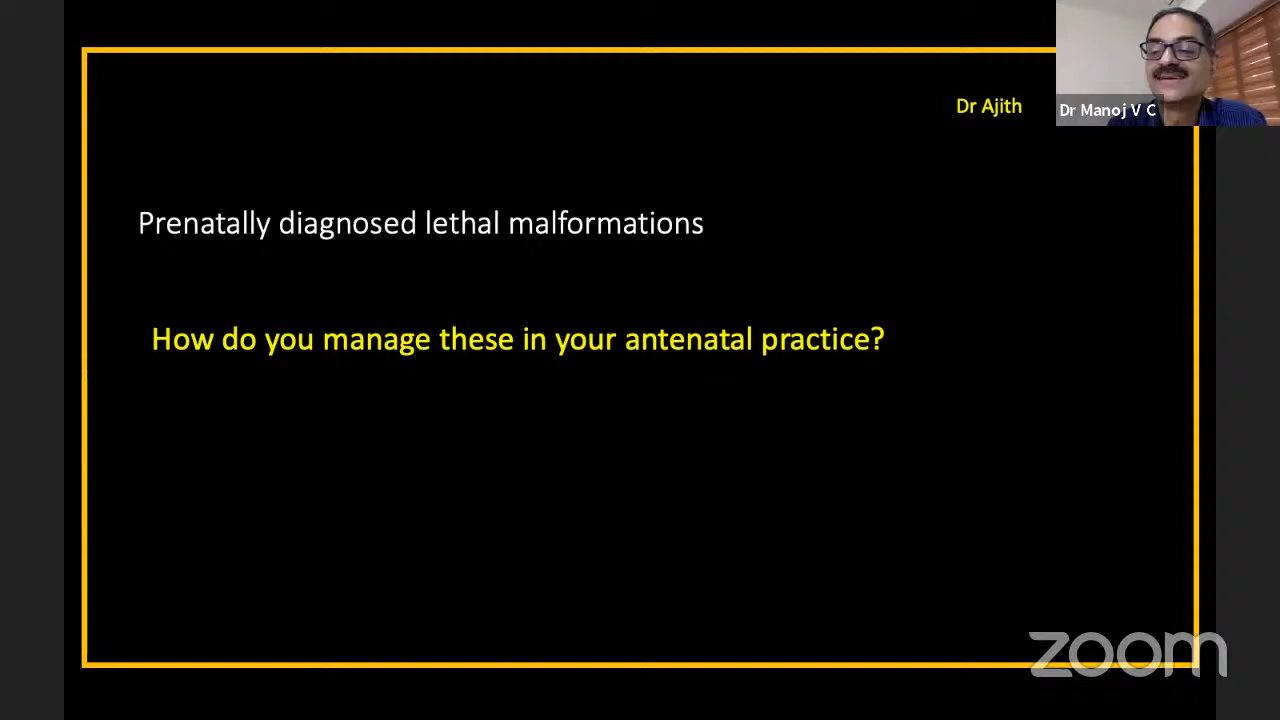 Dr Ajith
Dr Manoj V C
Prenatally diagnosed lethal malformations
How do you manage these in your antenatal practice?
zoom